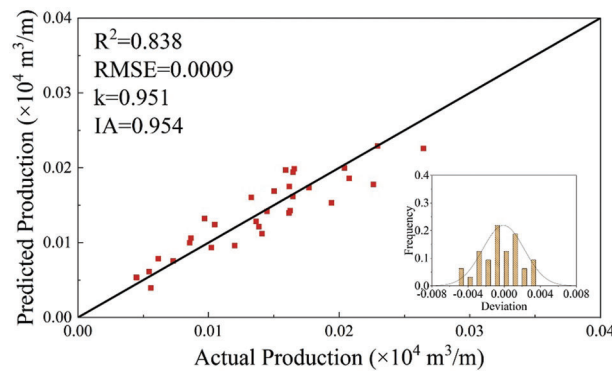 0.04
0.03
0.02
0.01
0.00
Predicted Production (×10⁴ m³/m)
R²=0.838
RMSE=0.0009
k=0.951
IA=0.954
0.4
0.3
0.2
0.1
0.0
Frequency
-0.008 -0.004 0.000 0.004 0.008
Deviation
0.00 0.01 0.02 0.03 0.04
Actual Production (×10⁴ m³/m)